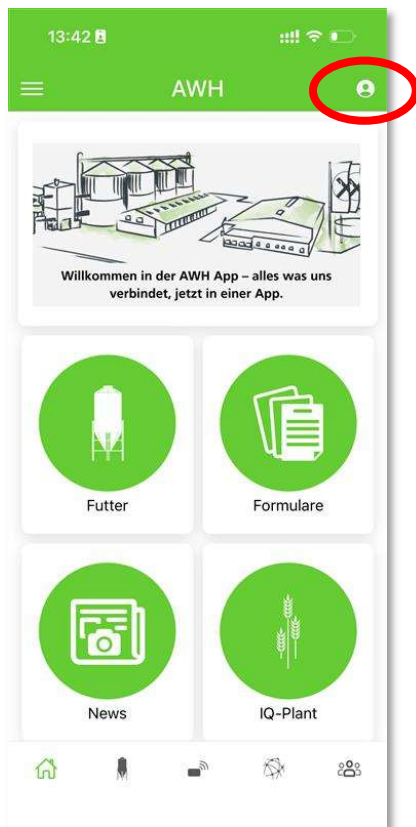 13:42
AWH
Willkommen in der AWH App – alles was uns
verbindet, jetzt in einer App.
Futter
Formulare
News
IQ-Plant